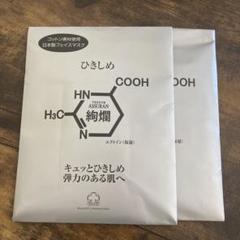 コットン素材使用
日本製フェイスマスク
ひきしめ
COOH
HN
ASURAN
絢爛
H₃C
N
エクトイン（保湿）
キュッとひきしめ
弾力のある肌へ